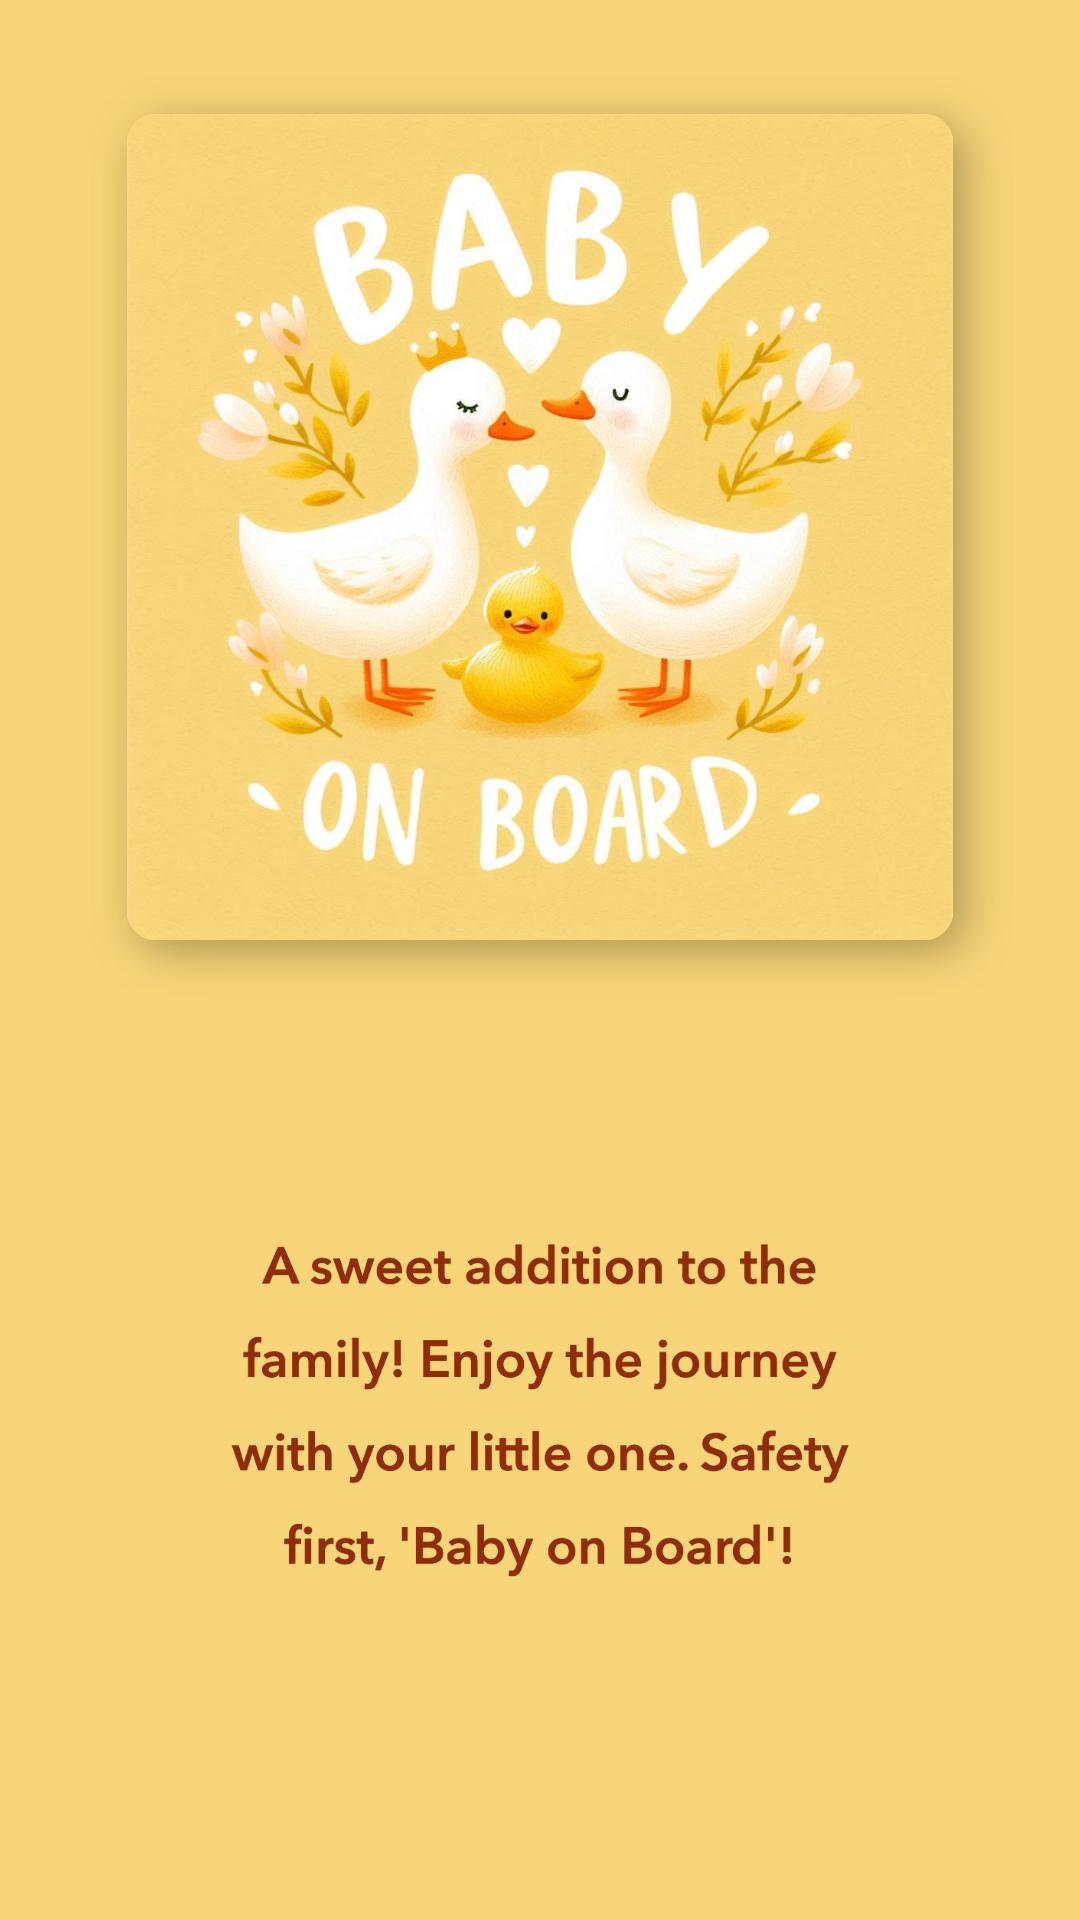 BABY
ON BOARD
A sweet addition to the
family! Enjoy the journey
with your little one. Safety
first, 'Baby on Board'!